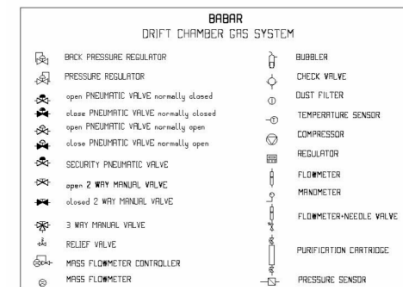 BABAR
DRIFT CHAMBER GAS SYSTEM
BACK PRESSURE REGULATOR
PRESSURE REGULATOR
open PNEUMATIC VALVE normally closed
close PNEUMATIC VALVE normally closed
open PNEUMATIC VALVE normally open
close PNEUMATIC VALVE normally open
SECURITY PNEUMATIC VALVE
open 2 WAY MANUAL VALVE
closed 2 WAY MANUAL VALVE
3 WAY MANUAL VALVE
RELIEF VALVE
MASS FLOWMETER CONTROLLER
MASS FLOWMETER
BUBBLER
CHECK VALVE
DUST FILTER
TEMPERATURE SENSOR
COMPRESSOR
REGULATOR
FLOWMETER
MANOMETER
FLOWMETER+NEEDLE VALVE
PURIFICATION CARTRIDGE
PRESSURE SENSOR